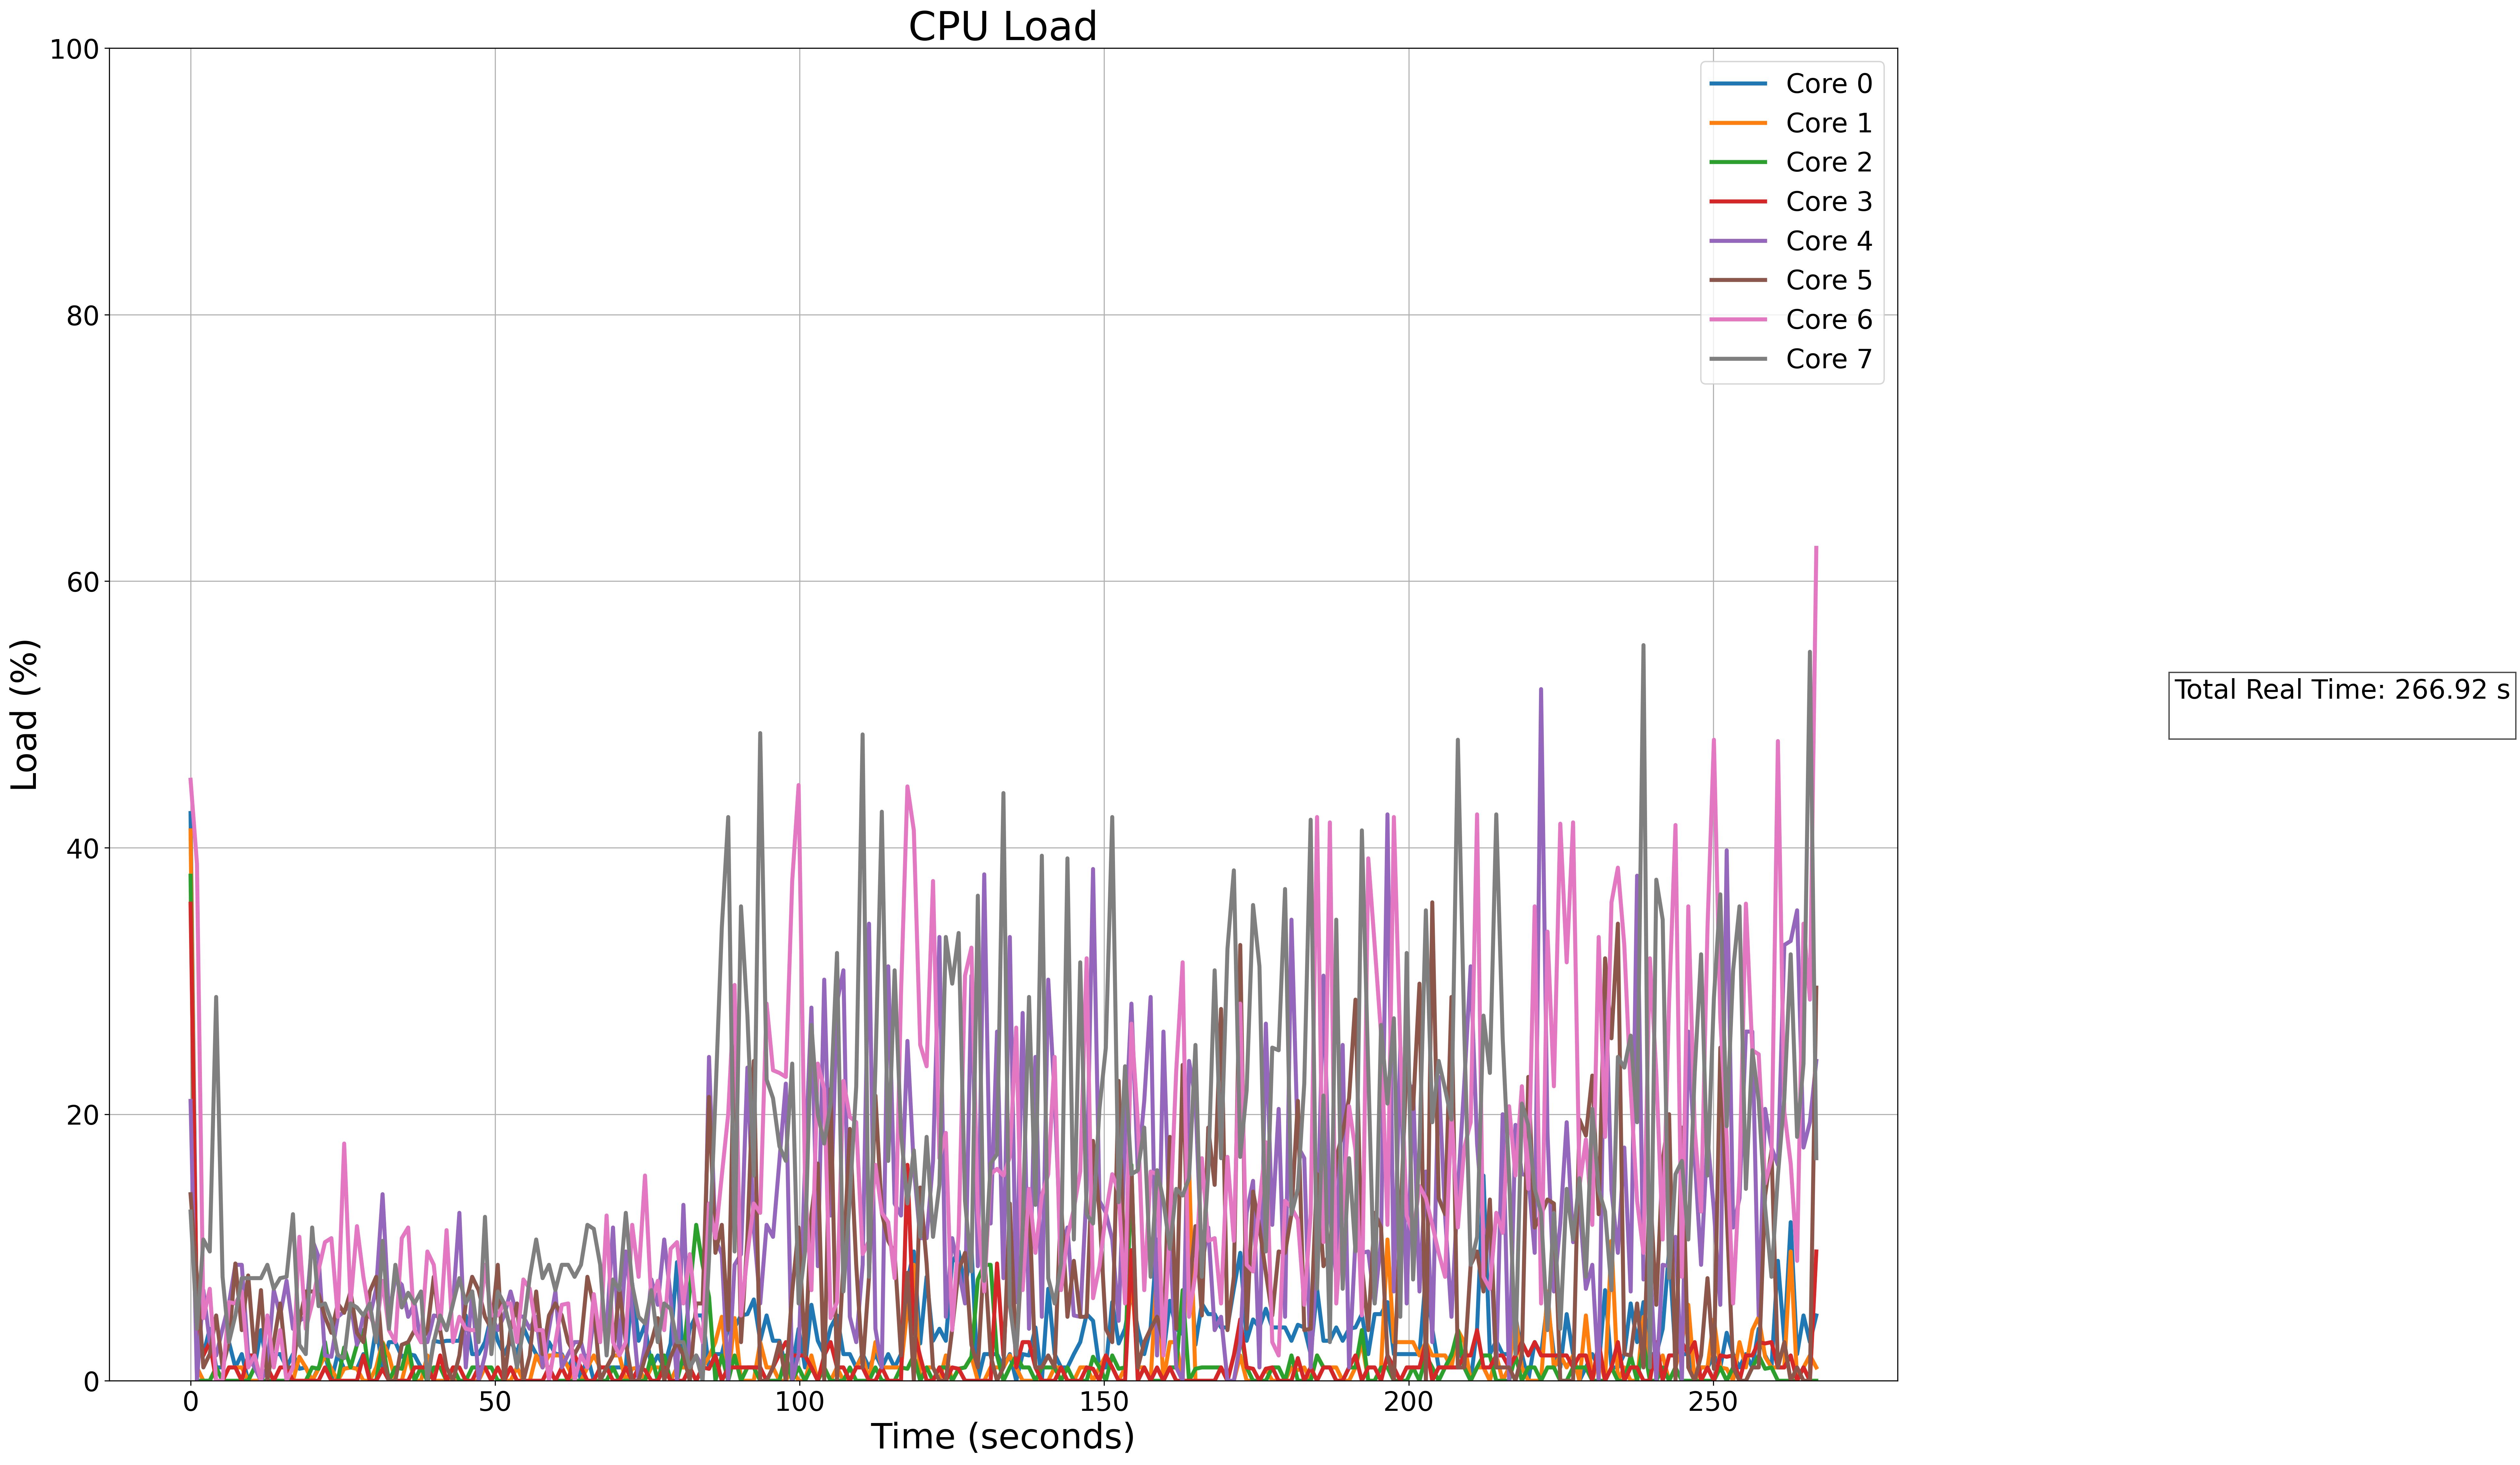 CPU Load
100
80
60
40
20
0
Load (%)
0 50 100 150 200 250
Time (seconds)
Core 0
Core 1
Core 2
Core 3
Core 4
Core 5
Core 6
Core 7
Total Real Time: 266.92 s